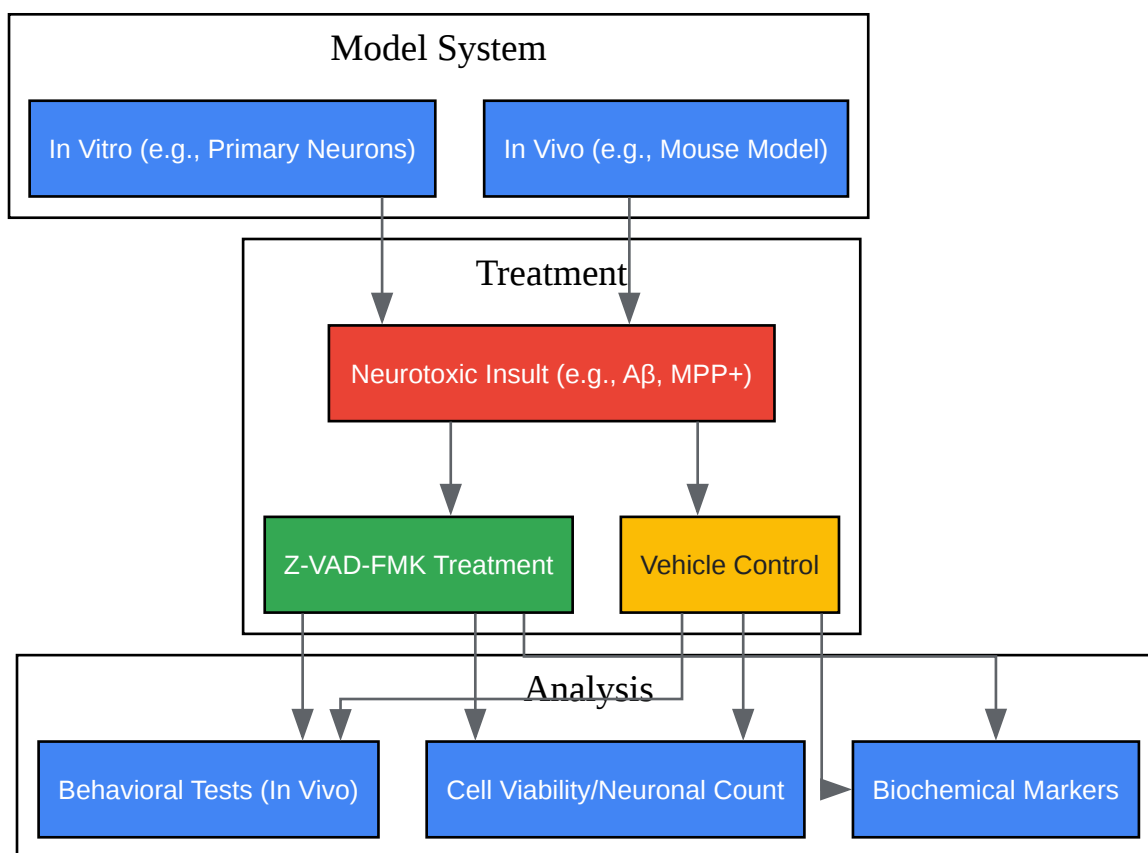 Model System
In Vitro (e.g., Primary Neurons)
In Vivo (e.g., Mouse Model)
Treatment
Neurotoxic Insult (e.g., Aβ, MPP+)
Z-VAD-FMK Treatment
Vehicle Control
Analysis
Behavioral Tests (In Vivo)
Cell Viability/Neuronal Count
Biochemical Markers